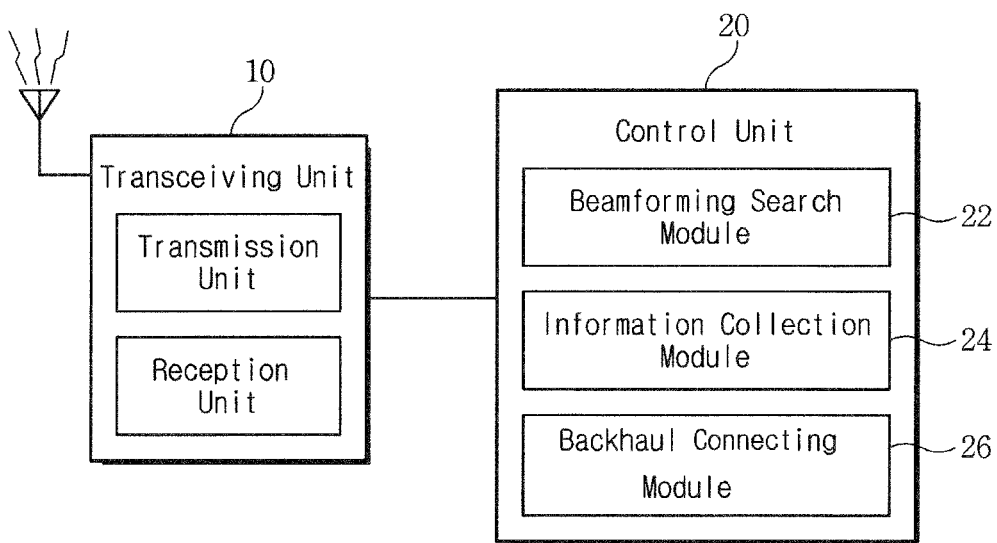 10
Transceiving Unit
Transmission
Unit
Reception
Unit
20
Control Unit
Beamforming Search
Module
22
Information Collection
Module
24
Backhaul Connecting
Module
26